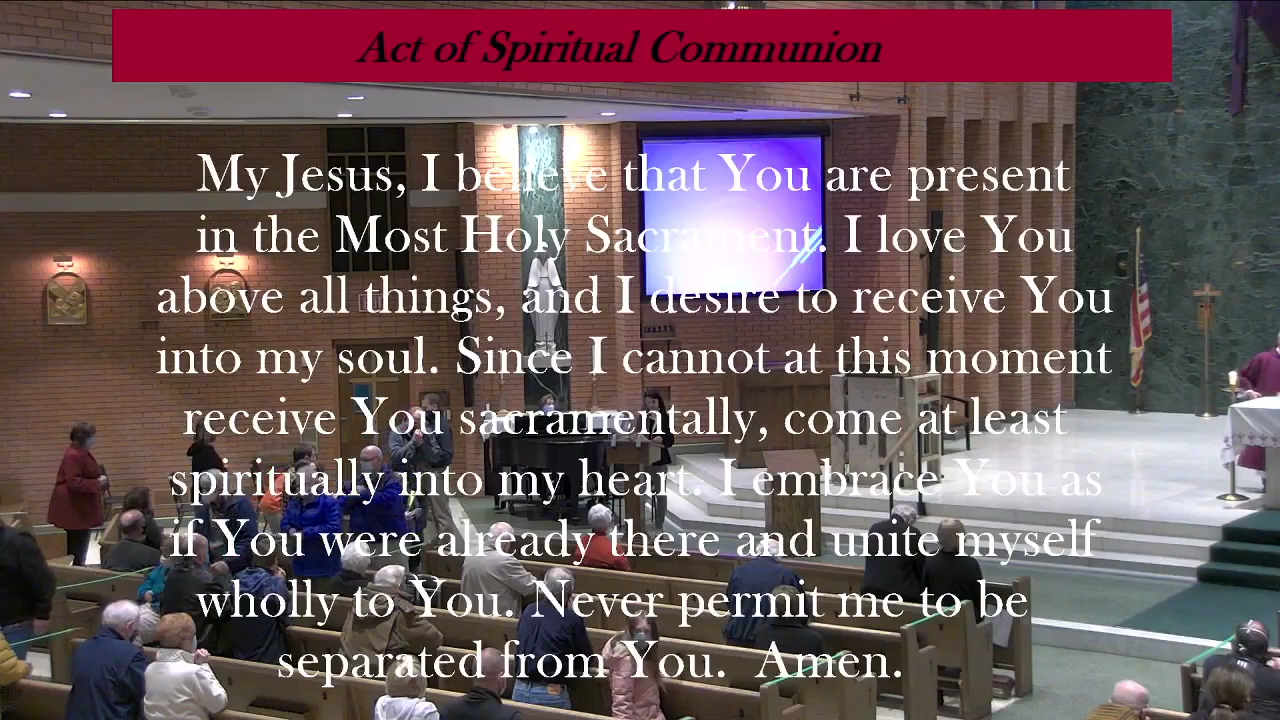 Act of Spiritual Communion
My Jesus, I believe that You are present
in the Most Holy Sacrament. I love You
above all things, and I desire to receive You
into my soul. Since I cannot at this moment
receive You sacramentally, come at least
spiritually into my heart. I embrace You as
if You were already there and unite myself
wholly to You. Never permit me to be
separated from You. Amen.